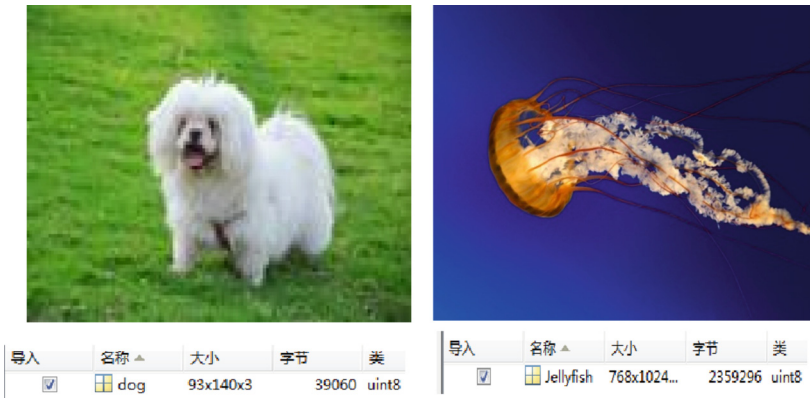 导入 名称 大小 字节 类
dog 93x140x3 39060 uint8
导入 名称 大小 字节 类
Jellyfish 768x1024... 2359296 uint8